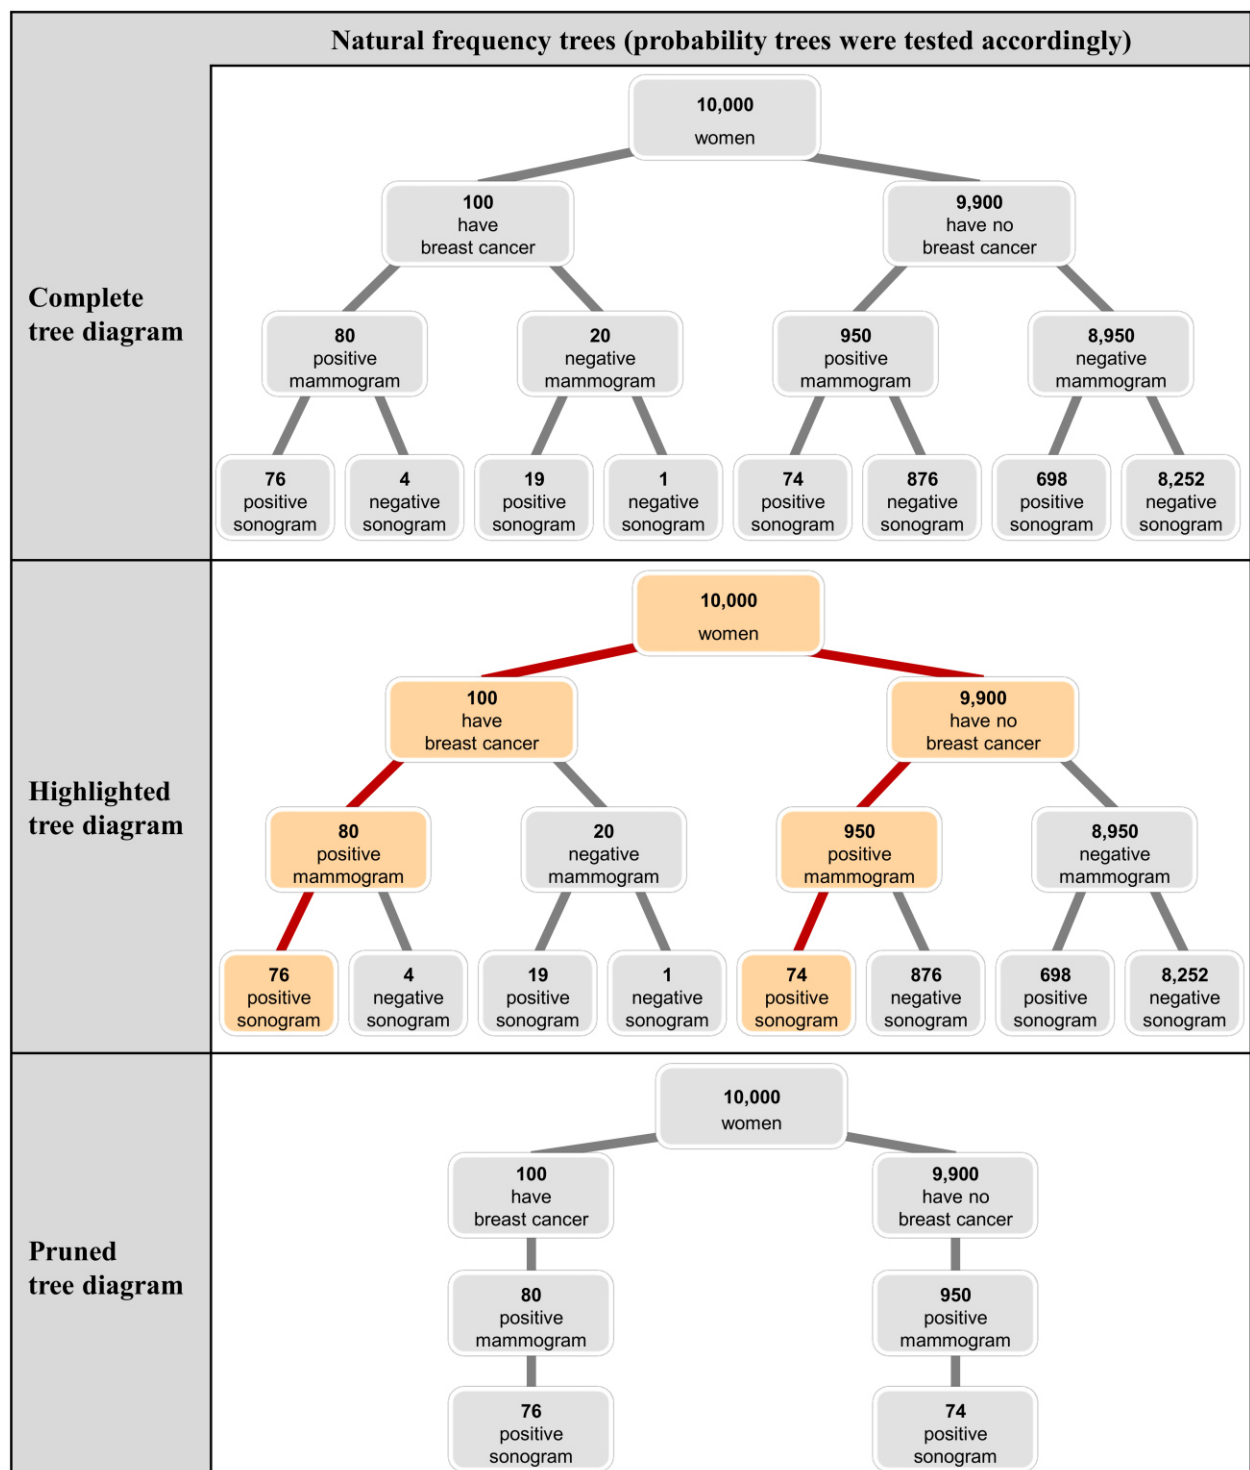 Natural frequency trees (probability trees were tested accordingly)
Complete
tree diagram
10,000
women
100
have
breast cancer
9,900
have no
breast cancer
80
positive
mammogram
20
negative
mammogram
950
positive
mammogram
8,950
negative
mammogram
76
positive
sonogram
4
negative
sonogram
19
positive
sonogram
1
negative
sonogram
74
positive
sonogram
876
negative
sonogram
698
positive
sonogram
8,252
negative
sonogram
Highlighted
tree diagram
10,000
women
100
have
breast cancer
9,900
have no
breast cancer
80
positive
mammogram
20
negative
mammogram
950
positive
mammogram
8,950
negative
mammogram
76
positive
sonogram
4
negative
sonogram
19
positive
sonogram
1
negative
sonogram
74
positive
sonogram
876
negative
sonogram
698
positive
sonogram
8,252
negative
sonogram
Pruned
tree diagram
10,000
women
100
have
breast cancer
9,900
have no
breast cancer
80
positive
mammogram
950
positive
mammogram
76
positive
sonogram
74
positive
sonogram